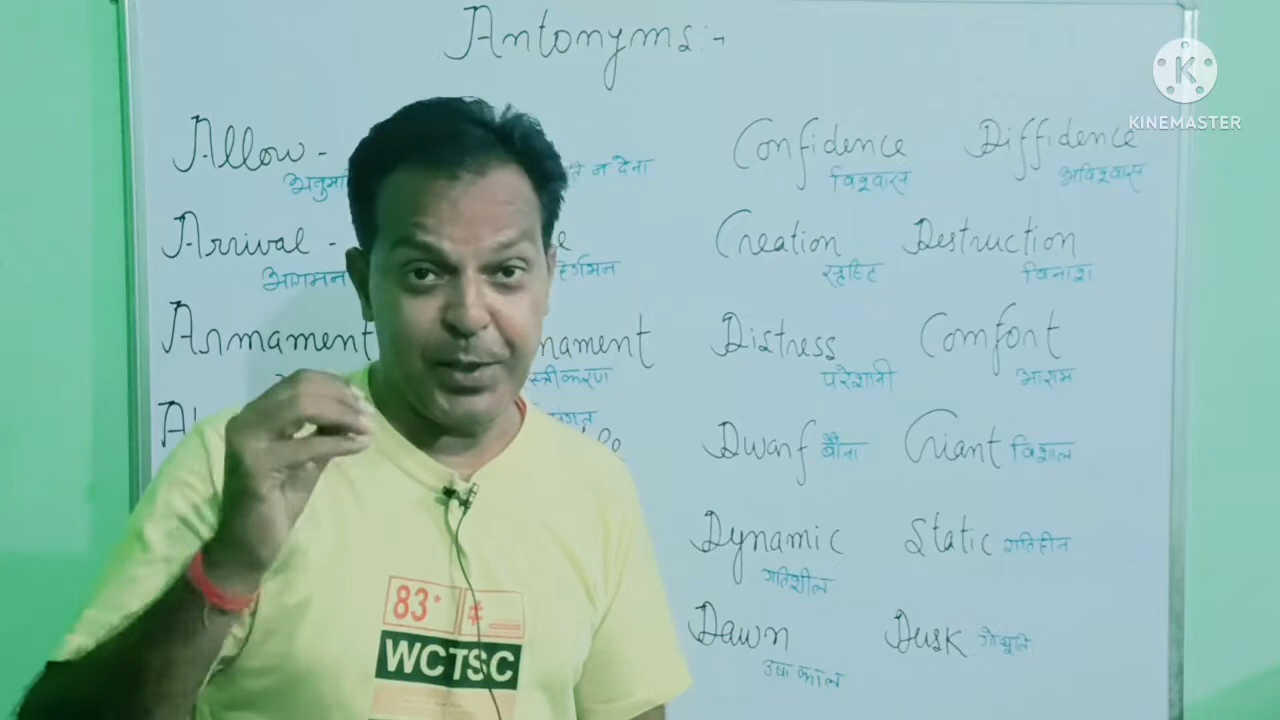 Antonyms:-
KINEMASTER
Allow -
न देना
Confidence Diffidence
विश्वास अविश्वास
Arrival -
आगमन
Creation Destruction
विनाश
Armament
स्त्रीकरण
Distress Comfort
परेशानी आराम
Dwarf बौना Giant विशाल
Dynamic Static गतिहीन
गतिशील
Dawn Dusk
83*
#
WCTSC